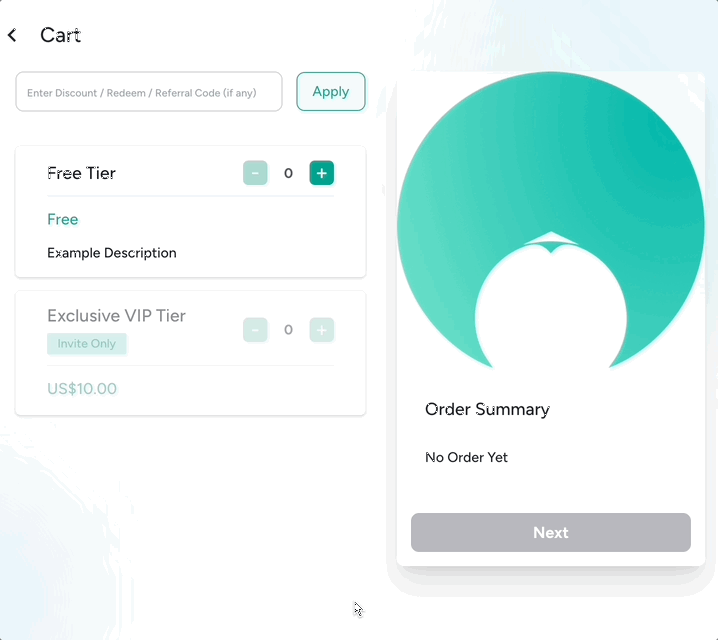 Cart
Enter Discount / Redeem / Referral Code (if any)
Apply
Free Tier
- 0 +
Free
Example Description
Exclusive VIP Tier
Invite Only
- 0 +
US$10.00
Order Summary
No Order Yet
Next